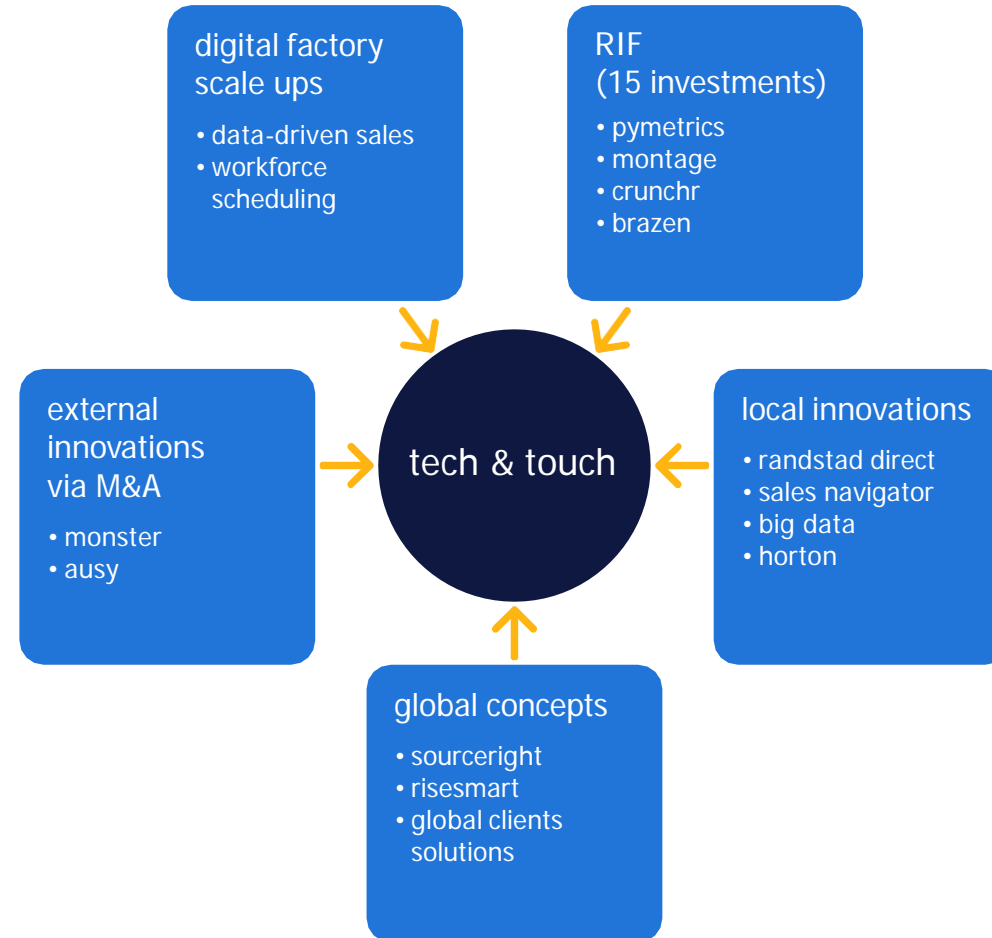 digital factory
scale ups
• data-driven sales
• workforce
scheduling
RIF
(15 investments)
• pymetrics
• montage
• crunchr
• brazen
external
innovations
via M&A
• monster
• ausy
tech & touch
local innovations
• randstad direct
• sales navigator
• big data
• horton
global concepts
• sourceright
• risesmart
• global clients
solutions